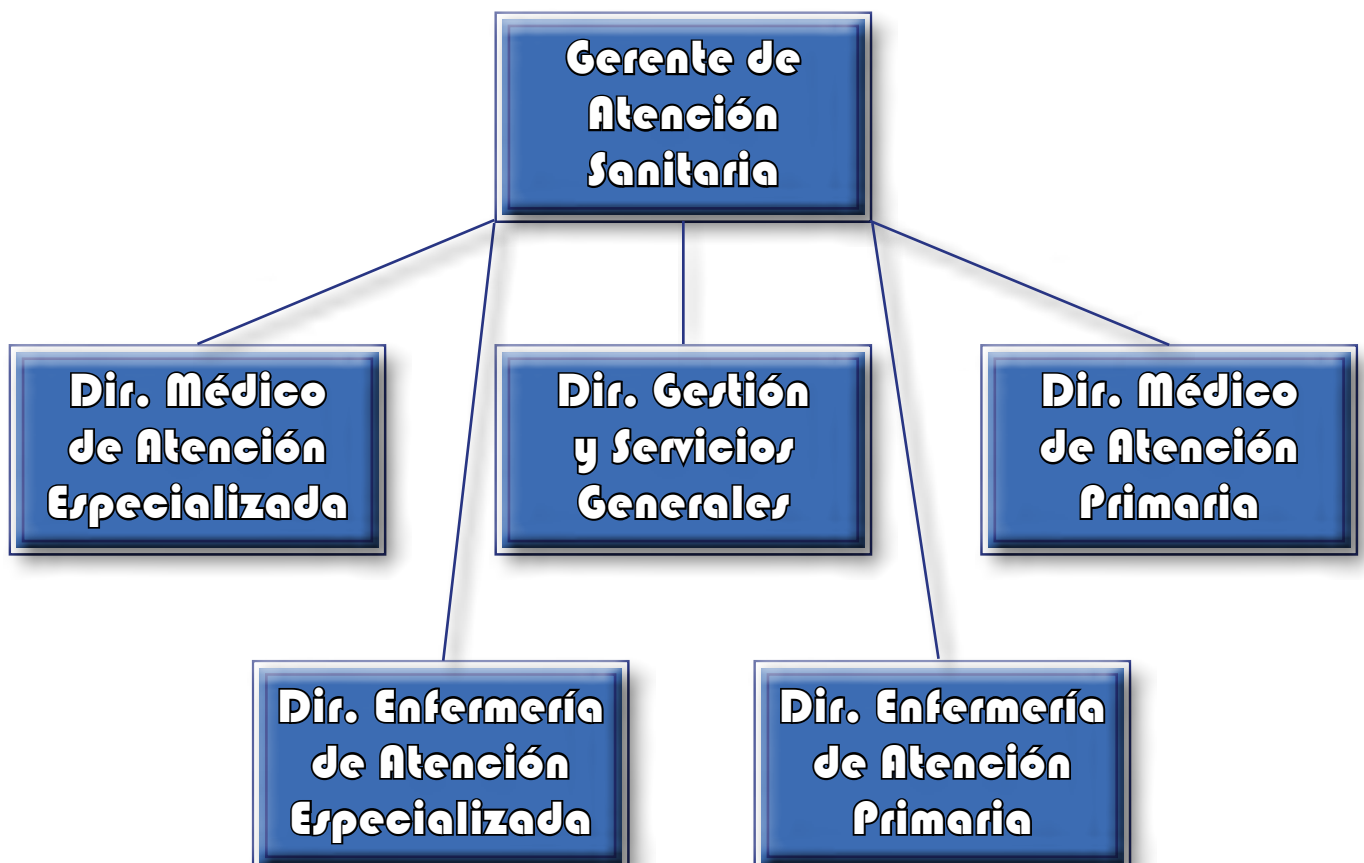 Gerente de
Atención
Sanitaria
Dir. Médico
de Atención
Especializada
Dir. Gestión
y Servicios
Generales
Dir. Médico
de Atención
Primaria
Dir. Enfermería
de Atención
Especializada
Dir. Enfermería
de Atención
Primaria